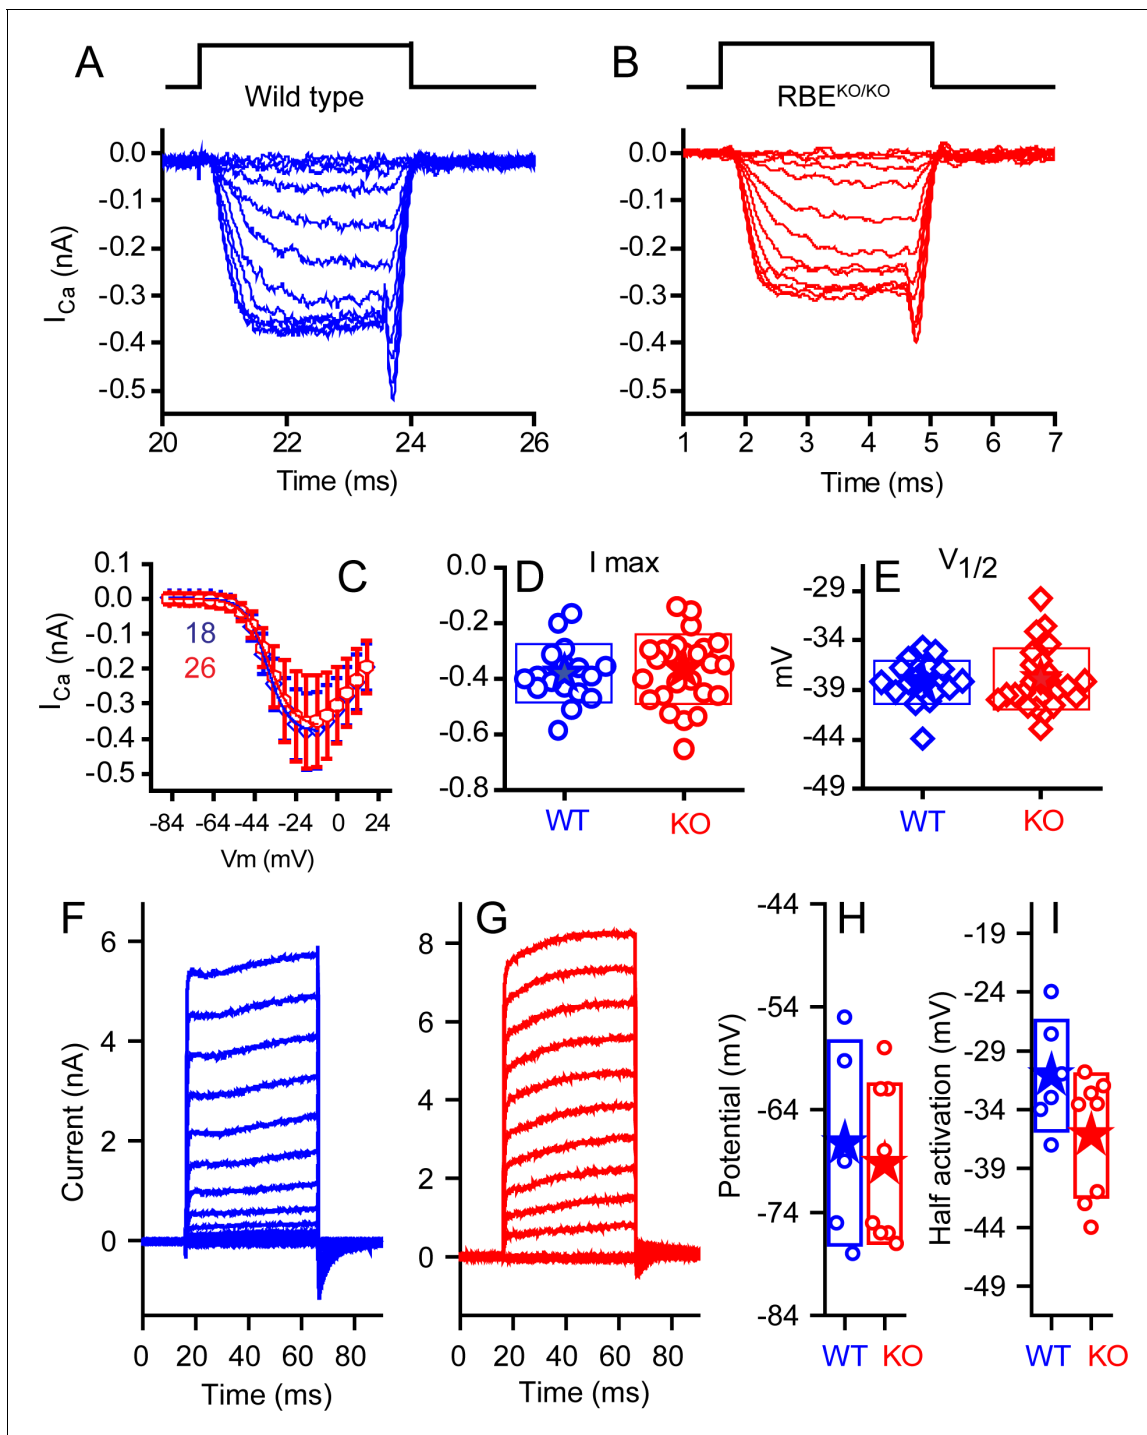 A
Wild type
B
RBE^KO/KO
0.0
-0.1
-0.2
-0.3
-0.4
-0.5
I_Ca (nA)
20 22 24 26
Time (ms)
0.0
-0.1
-0.2
-0.3
-0.4
-0.5
1 2 3 4 5 6 7
Time (ms)
C
0.1
0.0
-0.1
-0.2
-0.3
-0.4
-0.5
I_Ca (nA)
18
26
-84 -64 -44 -24 0 24
Vm (mV)
D
I max
0.0
-0.2
-0.4
-0.6
-0.8
WT KO
E
V_1/2
-29
-34
-39
-44
-49
mV
WT KO
F
6
4
2
0
Current (nA)
0 20 40 60 80
Time (ms)
G
8
6
4
2
0
0 20 40 60 80
Time (ms)
H
-44
-54
-64
-74
-84
Potential (mV)
WT KO
I
-19
-24
-29
-34
-39
-44
-49
Half activation (mV)
WT KO